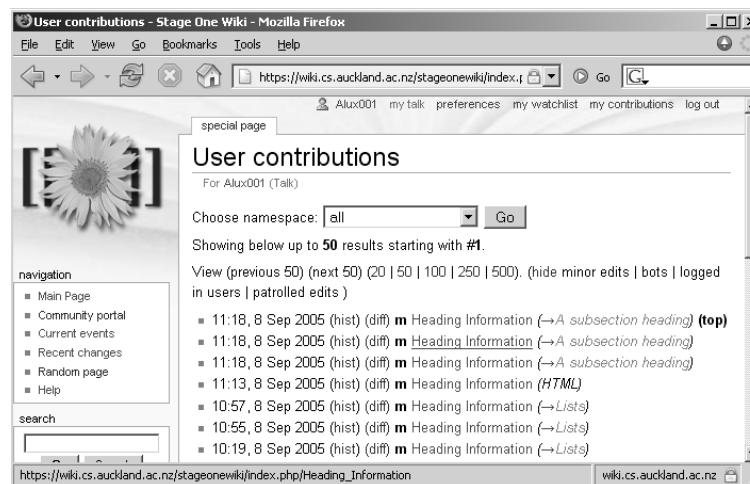 User contributions - Stage One Wiki - Mozilla Firefox
File Edit View Go Bookmarks Tools Help
https://wiki.cs.auckland.ac.nz/stageonewiki/index.p Go G
Alux001 my talk preferences my watchlist my contributions log out
special page
User contributions
For Alux001 (Talk)
Choose namespace: all Go
Showing below up to 50 results starting with #1.
View (previous 50) (next 50) (20 | 50 | 100 | 250 | 500). (hide minor edits | bots | logged
in users | patrolled edits )
11:18, 8 Sep 2005 (hist) (diff) m Heading Information (→A subsection heading) (top)
11:18, 8 Sep 2005 (hist) (diff) m Heading Information (→A subsection heading)
11:18, 8 Sep 2005 (hist) (diff) m Heading Information (→A subsection heading)
11:13, 8 Sep 2005 (hist) (diff) m Heading Information (HTML)
10:57, 8 Sep 2005 (hist) (diff) m Heading Information (→Lists)
10:55, 8 Sep 2005 (hist) (diff) m Heading Information (→Lists)
10:19, 8 Sep 2005 (hist) (diff) m Heading Information (→Lists)
navigation
Main Page
Community portal
Current events
Recent changes
Random page
Help
search
https://wiki.cs.auckland.ac.nz/stageonewiki/index.php/Heading_Information wiki.cs.auckland.ac.nz